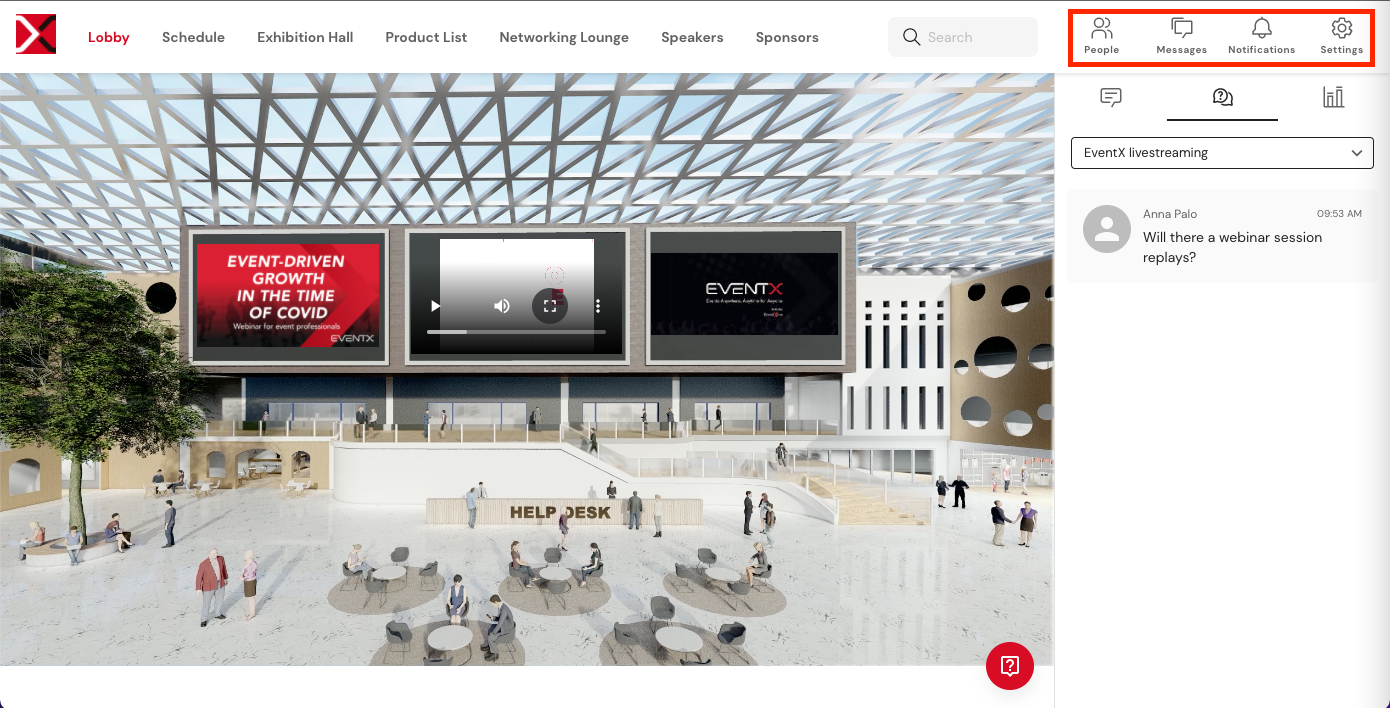 Lobby
Schedule
Exhibition Hall
Product List
Networking Lounge
Speakers
Sponsors
Search
People
Messages
Notifications
Settings
EventX livestreaming
Anna Palo
09:53 AM
Will there a webinar session
replays?
EVENT-DRIVEN
GROWTH
IN THE TIME
OF COVID
Webinar for event professionals
EVENTX
EVENTX
HELP DESK